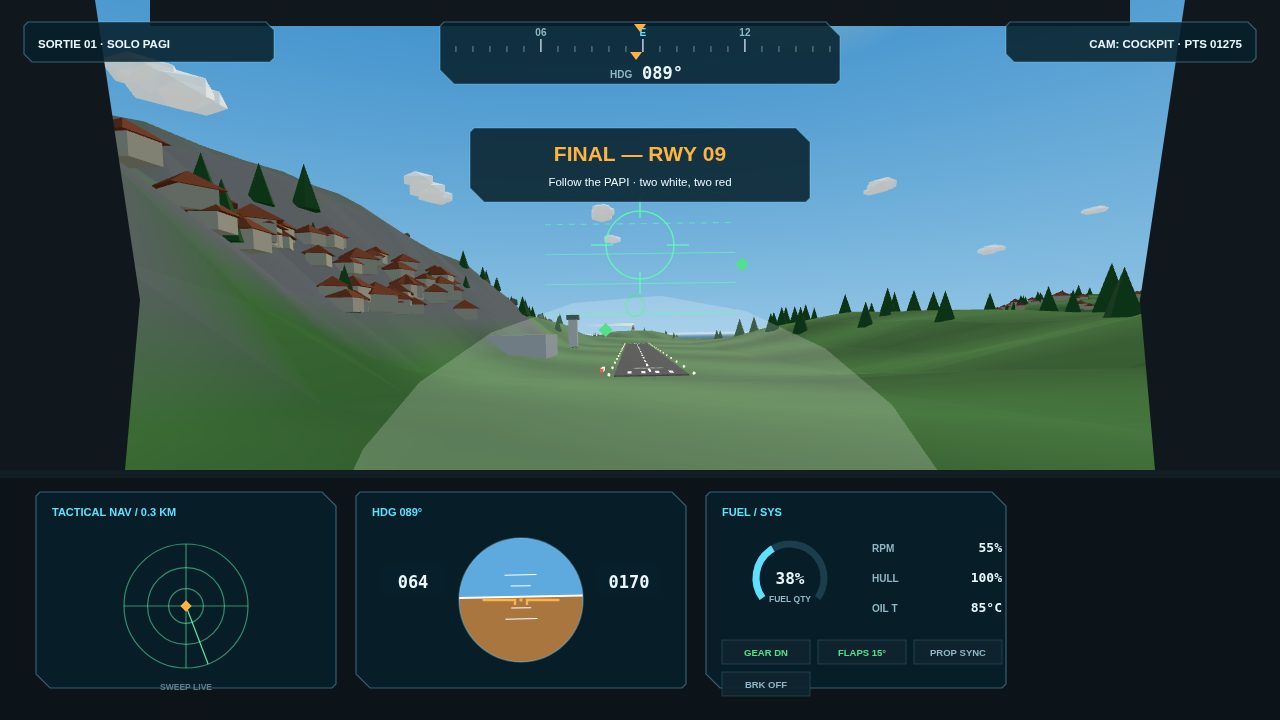 SORTIE 01 · SOLO PAGI
06 E 12
HDG 089°
CAM: COCKPIT · PTS 01275
FINAL — RWY 09
Follow the PAPI · two white, two red
TACTICAL NAV / 0.3 KM
SWEEP LIVE
HDG 089°
064 0170
FUEL / SYS
38%
FUEL QTY
RPM 55%
HULL 100%
OIL T 85°C
GEAR DN FLAPS 15° PROP SYNC
BRK OFF